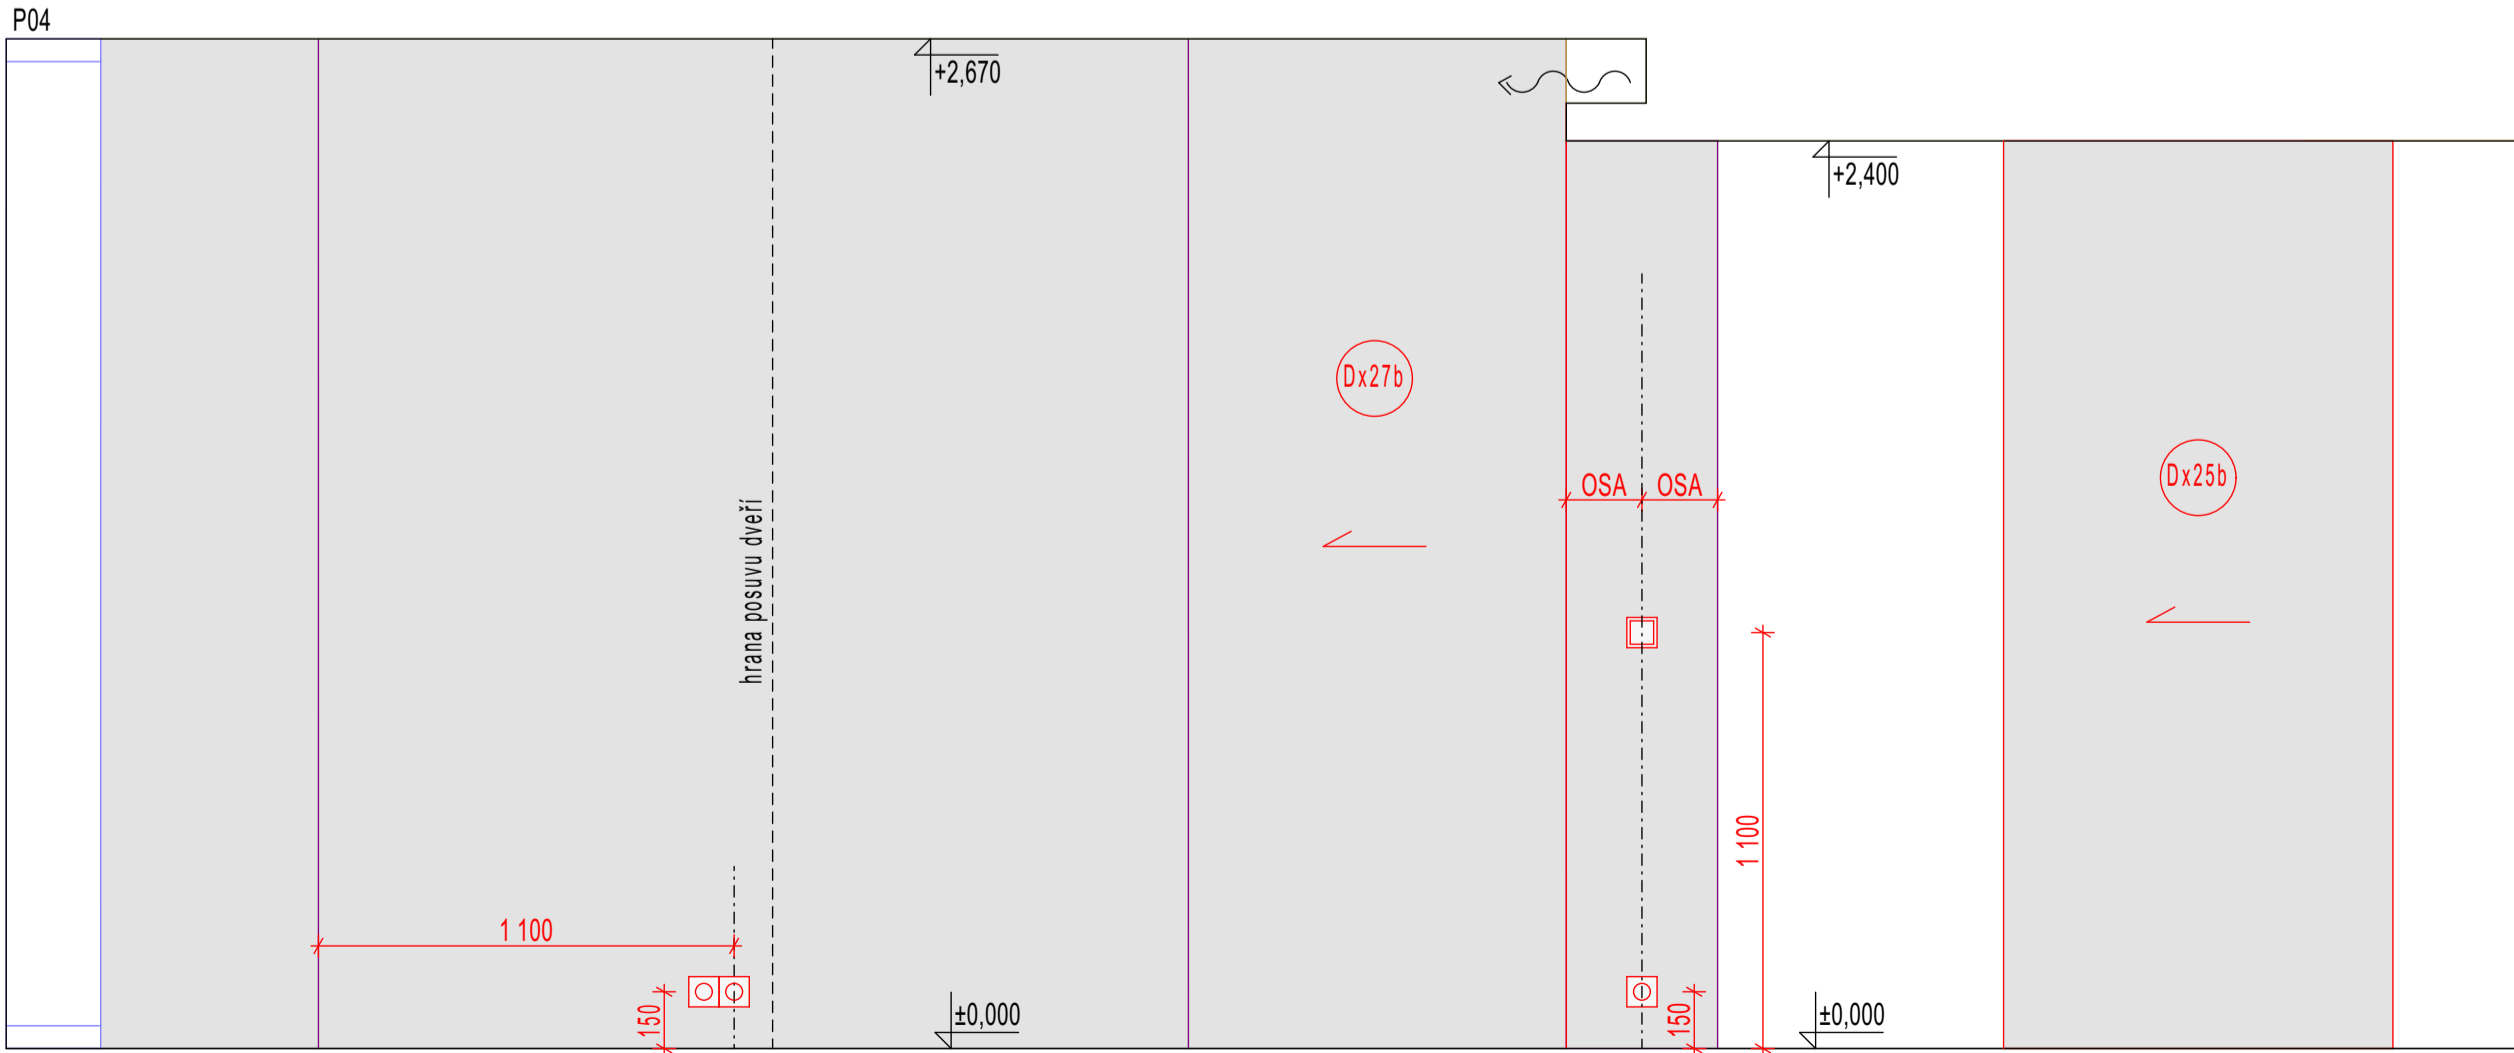 P04
+2,670
+2,400
Dx27b
Dx25b
OSA
OSA
hrana posuvu dveří
1 100
1 100
150
±0,000
150
±0,000